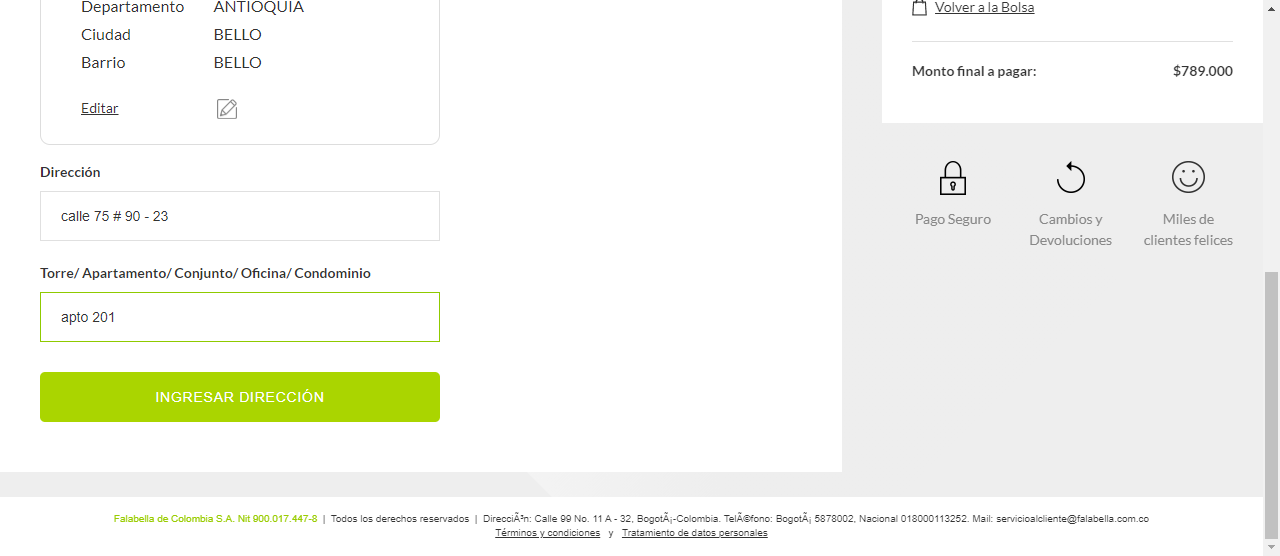 Departamento ANTIOQUIA
Ciudad BELLO
Barrio BELLO
Editar
Dirección
calle 75 # 90 - 23
Torre/ Apartamento/ Conjunto/ Oficina/ Condominio
apto 201
INGRESAR DIRECCIÓN
Volver a la Bolsa
Monto final a pagar: $789.000
Pago Seguro
Cambios y
Devoluciones
Miles de
clientes felices
Falabella de Colombia S.A. Nit 900.017.447-8 | Todos los derechos reservados | DirecciÃ³n: Calle 99 No. 11 A - 32, BogotÃ¡-Colombia. TelÃ©fono: BogotÃ¡ 5878002, Nacional 018000113252. Mail: servicioalcliente@falabella.com.co
Términos y condiciones y Tratamiento de datos personales